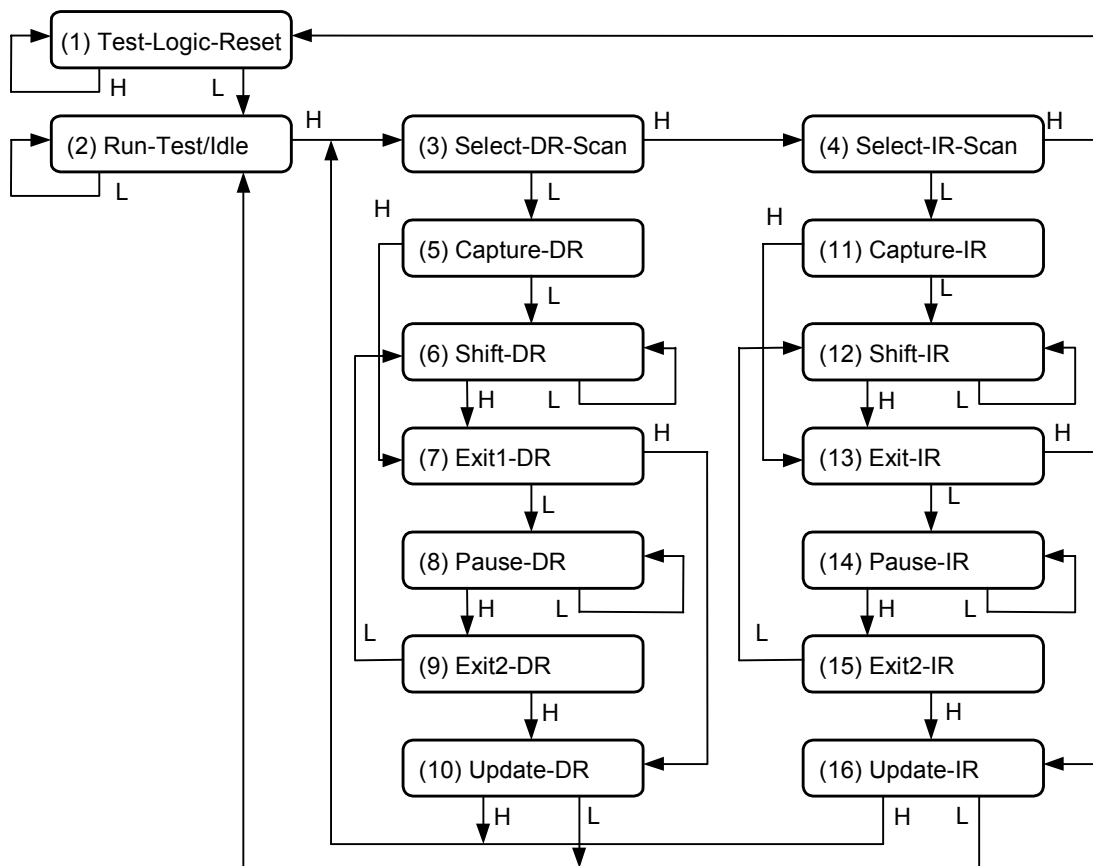 (1) Test-Logic-Reset
H
L
(2) Run-Test/Idle
H
L
(3) Select-DR-Scan
H
L
(4) Select-IR-Scan
H
L
H
(5) Capture-DR
L
H
(11) Capture-IR
L
(6) Shift-DR
H
L
(12) Shift-IR
H
L
(7) Exit1-DR
H
L
(13) Exit-IR
H
L
(8) Pause-DR
H
L
(14) Pause-IR
H
L
L
(9) Exit2-DR
H
L
(15) Exit2-IR
H
(10) Update-DR
H
L
(16) Update-IR
H
L